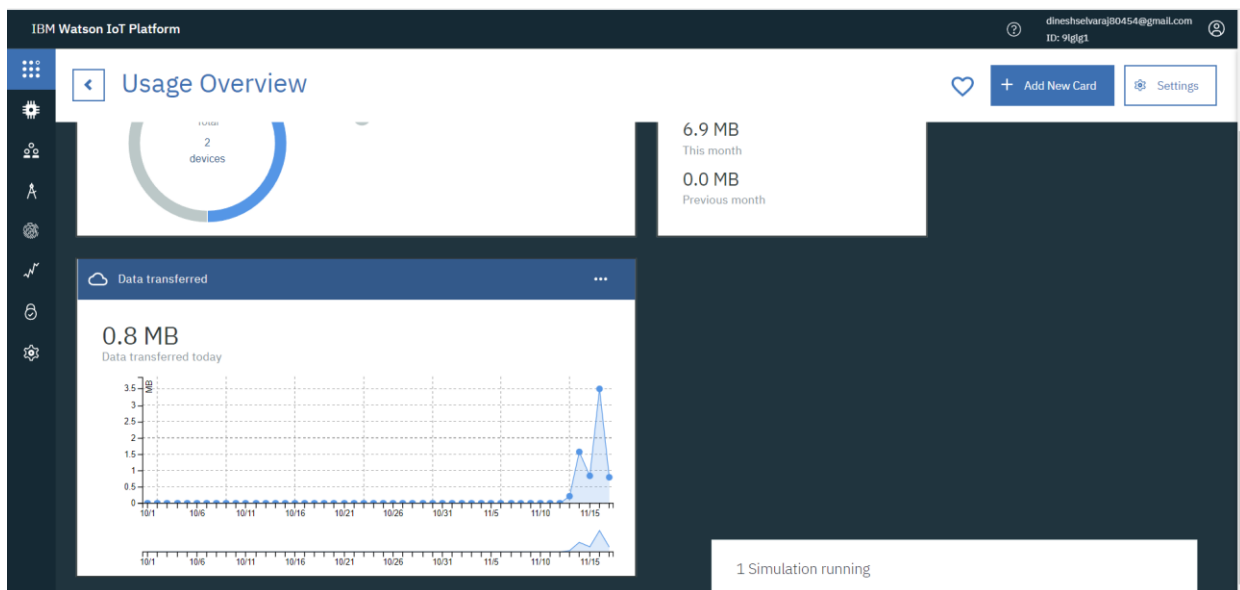 IBM Watson IoT Platform
dineshselvaraj80454@gmail.com
ID: 9lglg1
Usage Overview
+ Add New Card
Settings
Total
2
devices
6.9 MB
This month
0.0 MB
Previous month
Data transferred
0.8 MB
Data transferred today
MB
3.5
3
2.5
2
1.5
1
0.5
0
10/1 10/6 10/11 10/16 10/21 10/26 10/31 11/5 11/10 11/15
10/1 10/6 10/11 10/16 10/21 10/26 10/31 11/5 11/10 11/15
1 Simulation running